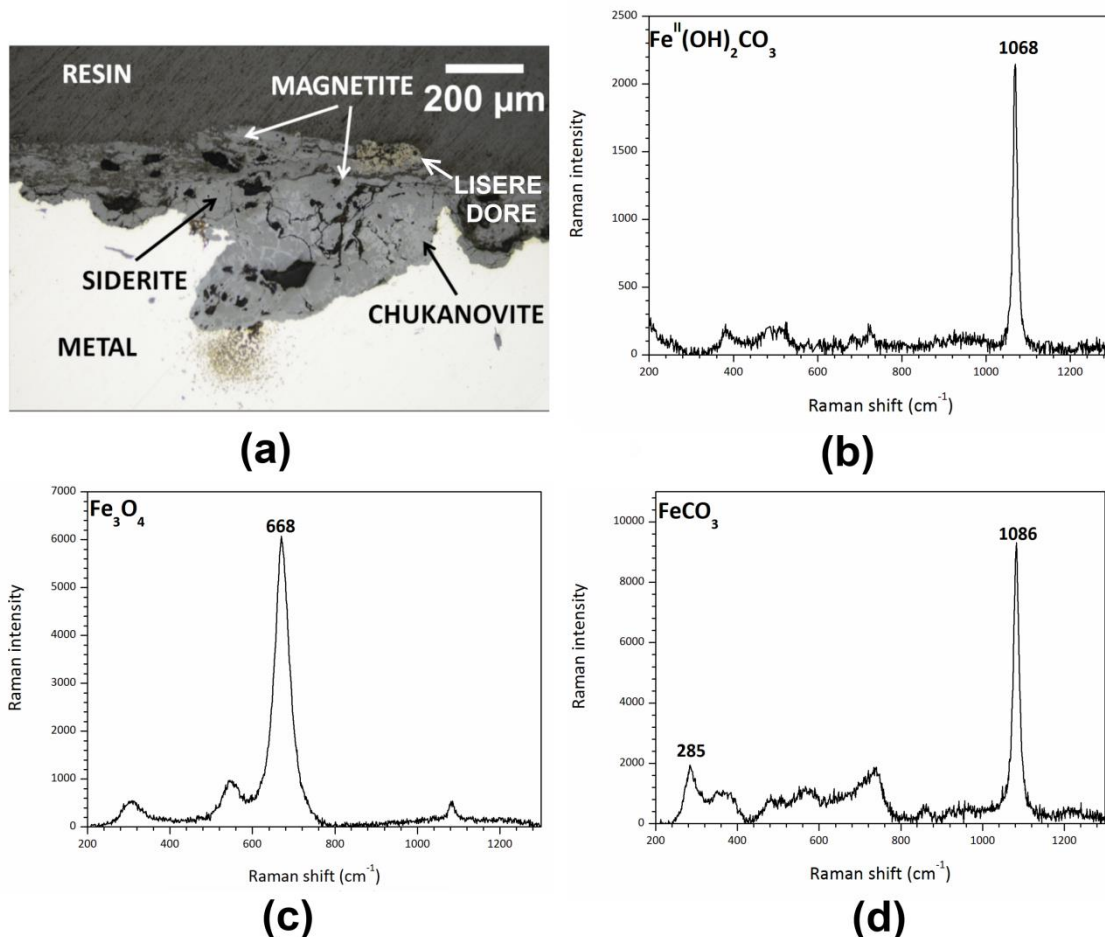 RESIN
MAGNETITE
200 µm
LISERE
DORE
SIDERITE
CHUKANOVITE
METAL
(a)
Fe^II(OH)₂CO₃
1068
Raman intensity
2500
2000
1500
1000
500
0
200 400 600 800 1000 1200
Raman shift (cm⁻¹)
(b)
Fe₃O₄
668
Raman intensity
7000
6000
5000
4000
3000
2000
1000
0
200 400 600 800 1000 1200
Raman shift (cm⁻¹)
(c)
FeCO₃
1086
285
Raman intensity
10000
8000
6000
4000
2000
0
200 400 600 800 1000 1200
Raman shift (cm⁻¹)
(d)